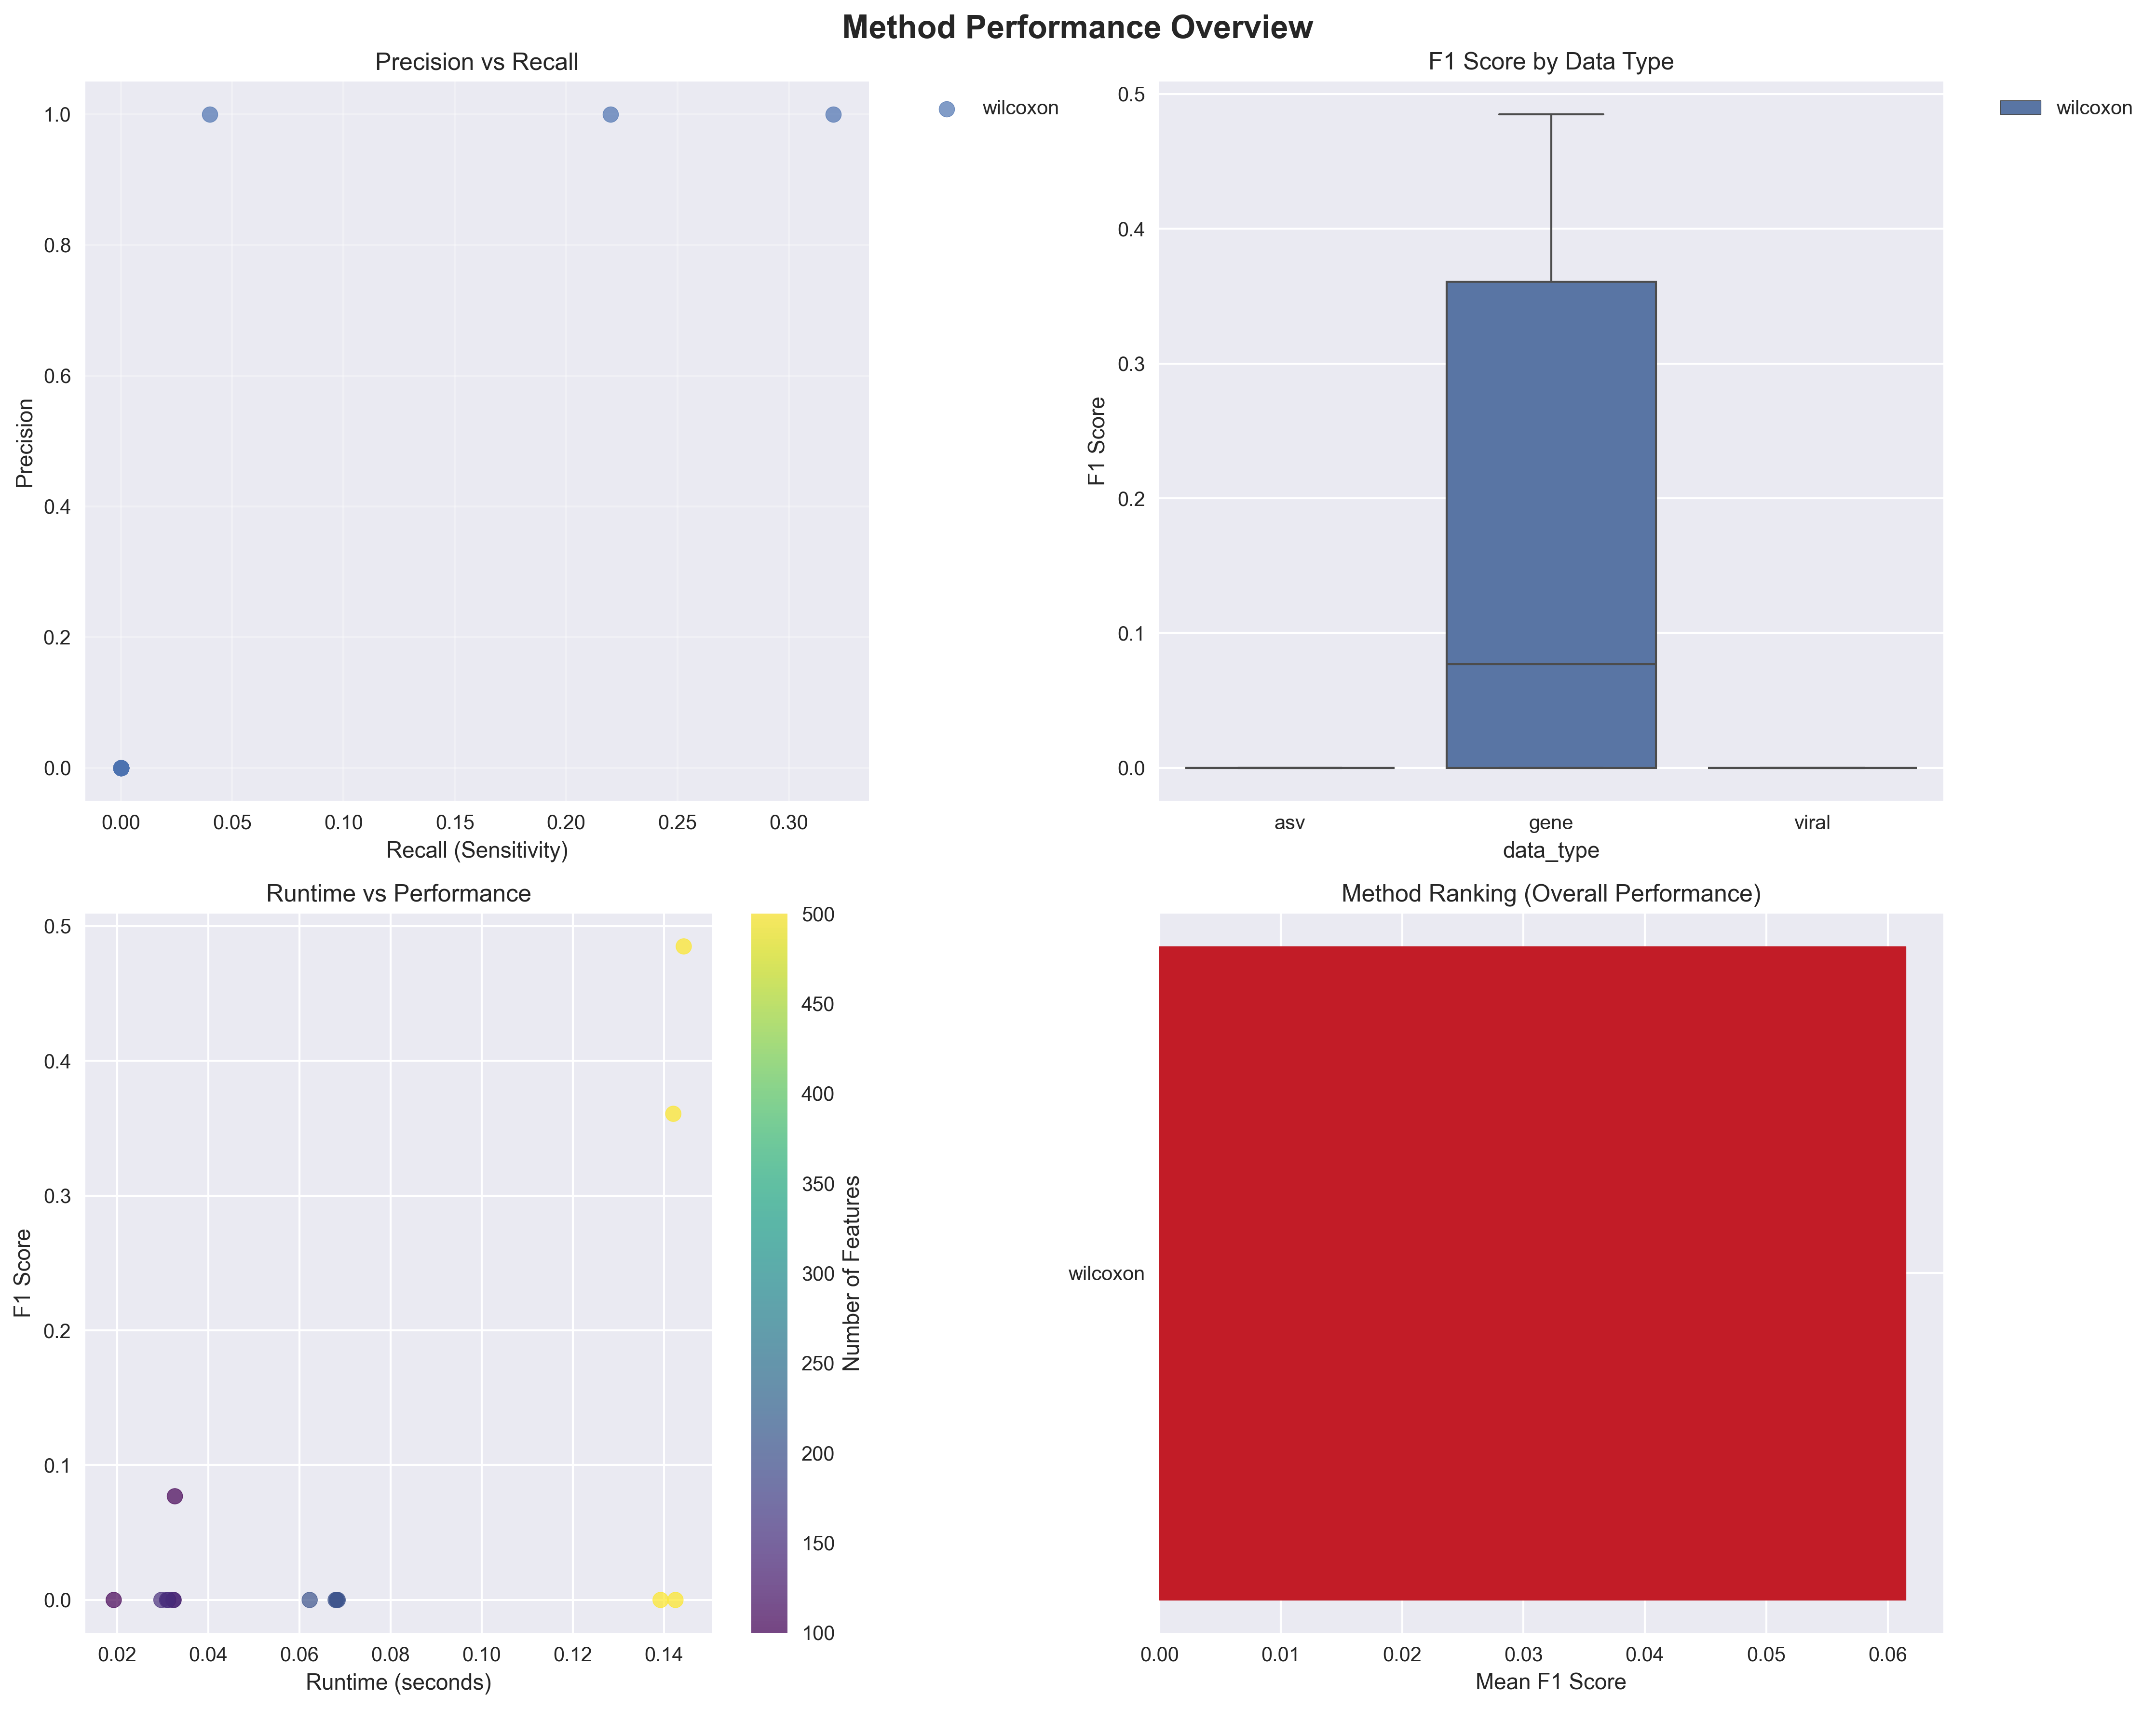 Method Performance Overview
Precision vs Recall
1.0
0.8
0.6
0.4
0.2
0.0
Precision
0.00 0.05 0.10 0.15 0.20 0.25 0.30
Recall (Sensitivity)
wilcoxon
F1 Score by Data Type
0.5
0.4
0.3
0.2
0.1
0.0
F1 Score
asv gene viral
data_type
wilcoxon
Runtime vs Performance
0.5
0.4
0.3
0.2
0.1
0.0
F1 Score
0.02 0.04 0.06 0.08 0.10 0.12 0.14
Runtime (seconds)
500
450
400
350
300
250
200
150
100
Number of Features
Method Ranking (Overall Performance)
wilcoxon
0.00 0.01 0.02 0.03 0.04 0.05 0.06
Mean F1 Score